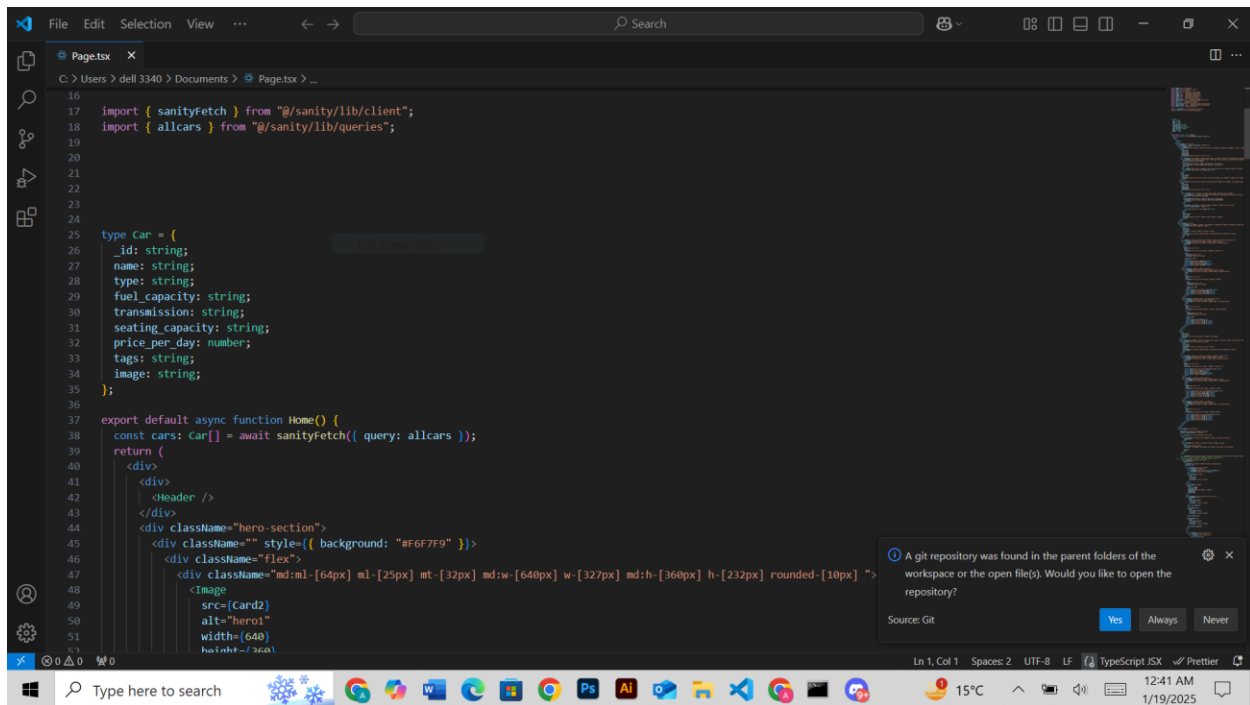 File Edit Selection View ··· Search
Page.tsx
C: > Users > dell 3340 > Documents > Page.tsx > ...
16
17 import { sanityFetch } from "@/sanity/lib/client";
18 import { allcars } from "@/sanity/lib/queries";
19
20
21
22
23
24
25 type Car = {
26 _id: string;
27 name: string;
28 type: string;
29 fuel_capacity: string;
30 transmission: string;
31 seating_capacity: string;
32 price_per_day: number;
33 tags: string;
34 image: string;
35 };
36
37 export default async function Home() {
38 const cars: Car[] = await sanityFetch({ query: allcars });
39 return (
40 <div>
41 <div>
42 <Header />
43 </div>
44 <div className="hero-section">
45 <div className="" style={{ background: "#F6F7F9" }}>
46 <div className="flex">
47 <div className="md:ml-[64px] ml-[25px] mt-[32px] md:w-[640px] w-[327px] md:h-[360px] h-[232px] rounded-[10px] ">
48 <Image
49 src={Card2}
50 alt="hero1"
51 width={640}
52 height={360}
A git repository was found in the parent folders of the
workspace or the open file(s). Would you like to open the
repository?
Source: Git Yes Always Never
0 0 0 Ln 1, Col 1 Spaces: 2 UTF-8 LF TypeScript JSX Prettier
Type here to search Ps Ai 1 15°C 12:41 AM
1/19/2025